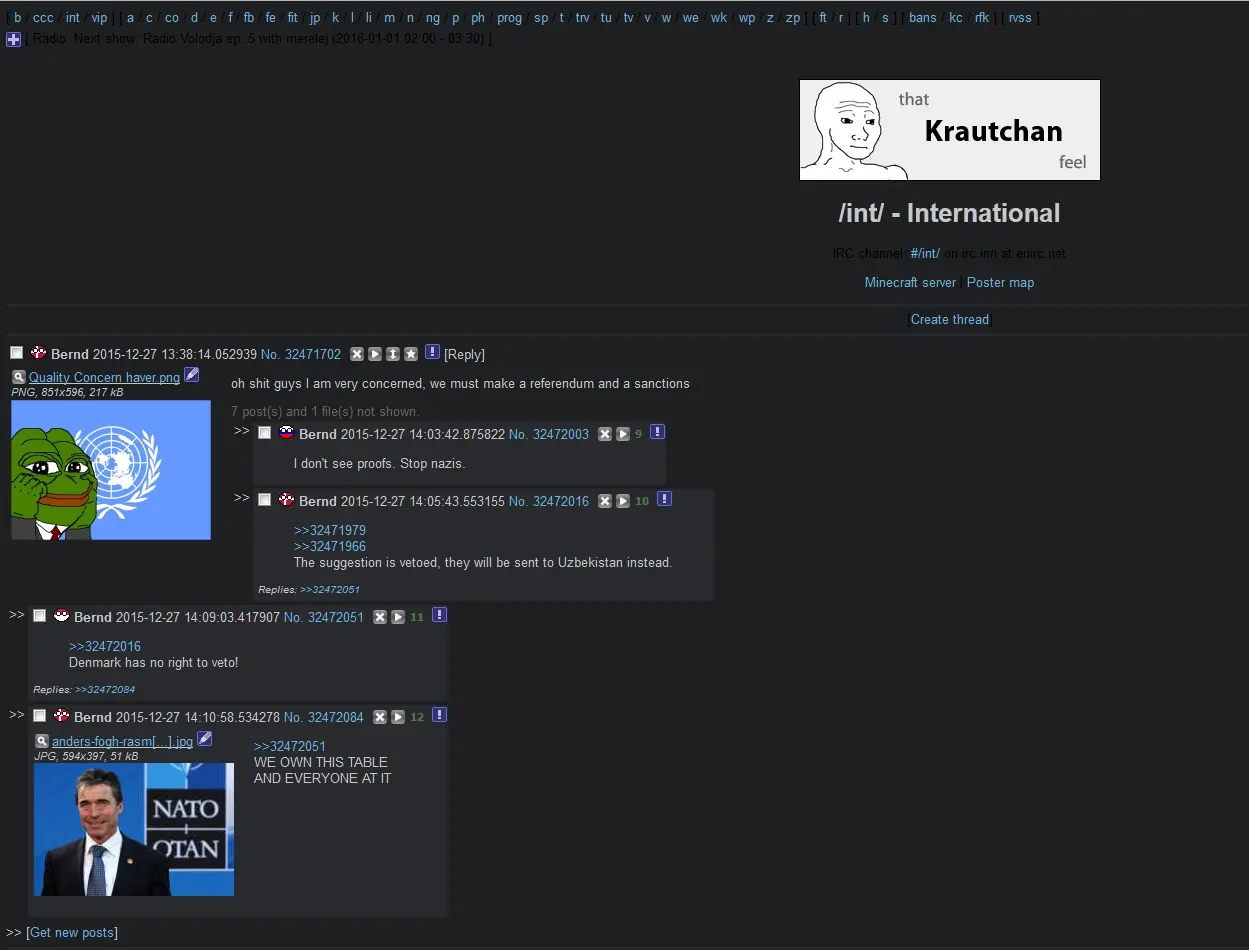 [ b / ccc / int / vip ] [ a / c / co / d / e / f / fb / fe / fit / jp / k / l / li / m / n / ng / p / ph / prog / sp / t / trv / tu / tv / v / w / we / wk / wp / z / zp ] [ ft / r ] [ h / s ] [ bans / kc / rfk ] [ rvss ]
[ Radio: Next show: Radio Volodja ep. 5 with merelej (2016-01-01 02:00 - 03:30) ]
that
Krautchan
feel
/int/ - International
IRC channel: #/int/ on irc.inn at euirc.net
Minecraft server | Poster map
[Create thread]
Bernd 2015-12-27 13:38:14.052939 No. 32471702 [Reply]
Quality Concern haver.png
PNG, 851x596, 217 kB
oh shit guys I am very concerned, we must make a referendum and a sanctions
7 post(s) and 1 file(s) not shown.
>> Bernd 2015-12-27 14:03:42.875822 No. 32472003 9
I don't see proofs. Stop nazis.
>> Bernd 2015-12-27 14:05:43.553155 No. 32472016 10
>>32471979
>>32471966
The suggestion is vetoed, they will be sent to Uzbekistan instead.
Replies: >>32472051
>> Bernd 2015-12-27 14:09:03.417907 No. 32472051 11
>>32472016
Denmark has no right to veto!
Replies: >>32472084
>> Bernd 2015-12-27 14:10:58.534278 No. 32472084 12
anders-fogh-rasm[...].jpg
JPG, 594x397, 51 kB
>>32472051
WE OWN THIS TABLE
AND EVERYONE AT IT
NATO
OTAN
>> [Get new posts]